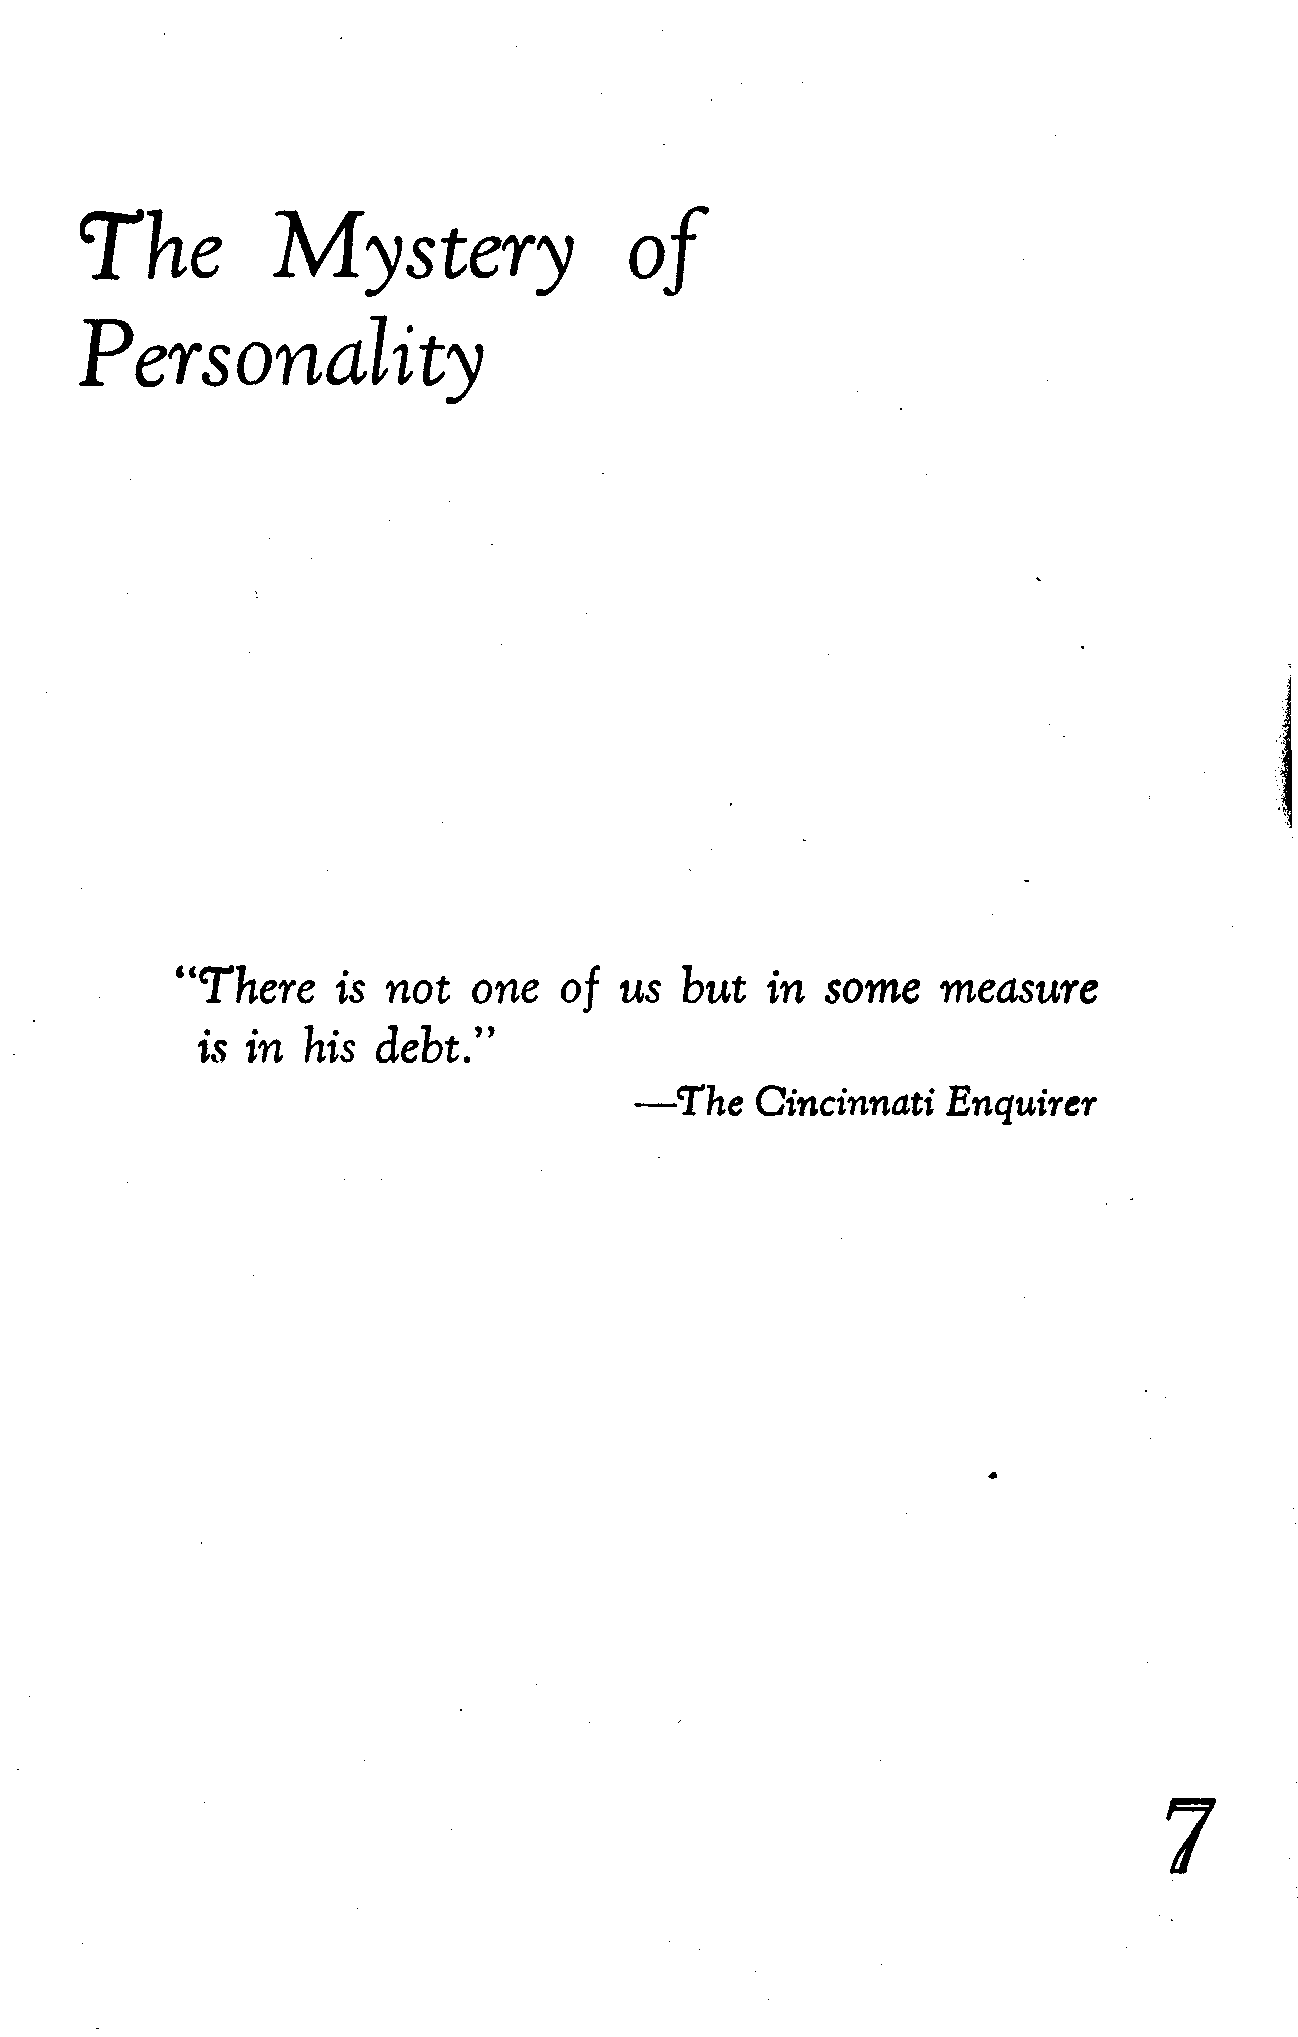 The Mystery of
Personality
“There is not one of us but in some measure
is in his debt.”
—The Cincinnati Enquirer
7